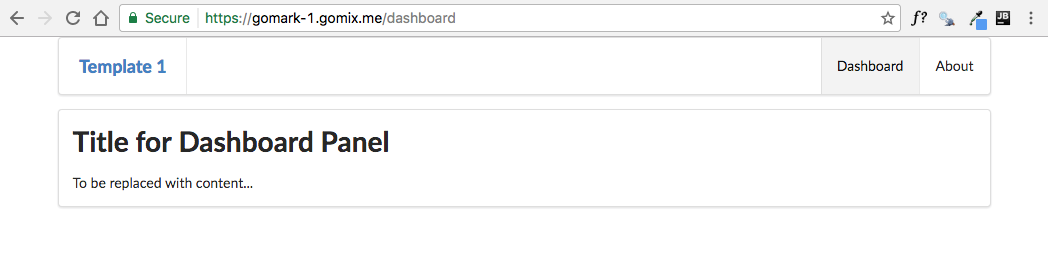 Secure https://gomark-1.gomix.me/dashboard f? JB
Template 1 Dashboard About
Title for Dashboard Panel
To be replaced with content...